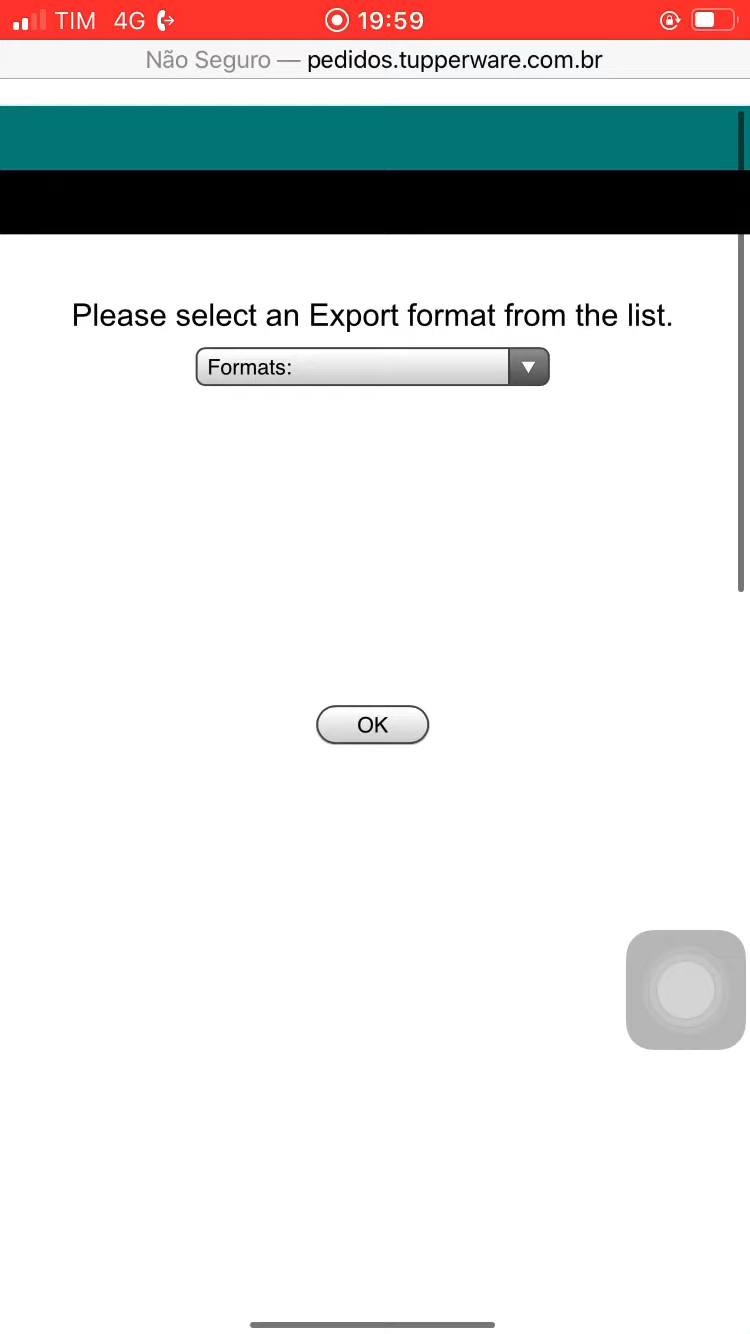 TIM 4G 19:59
Não Seguro — pedidos.tupperware.com.br
Please select an Export format from the list.
Formats:
OK